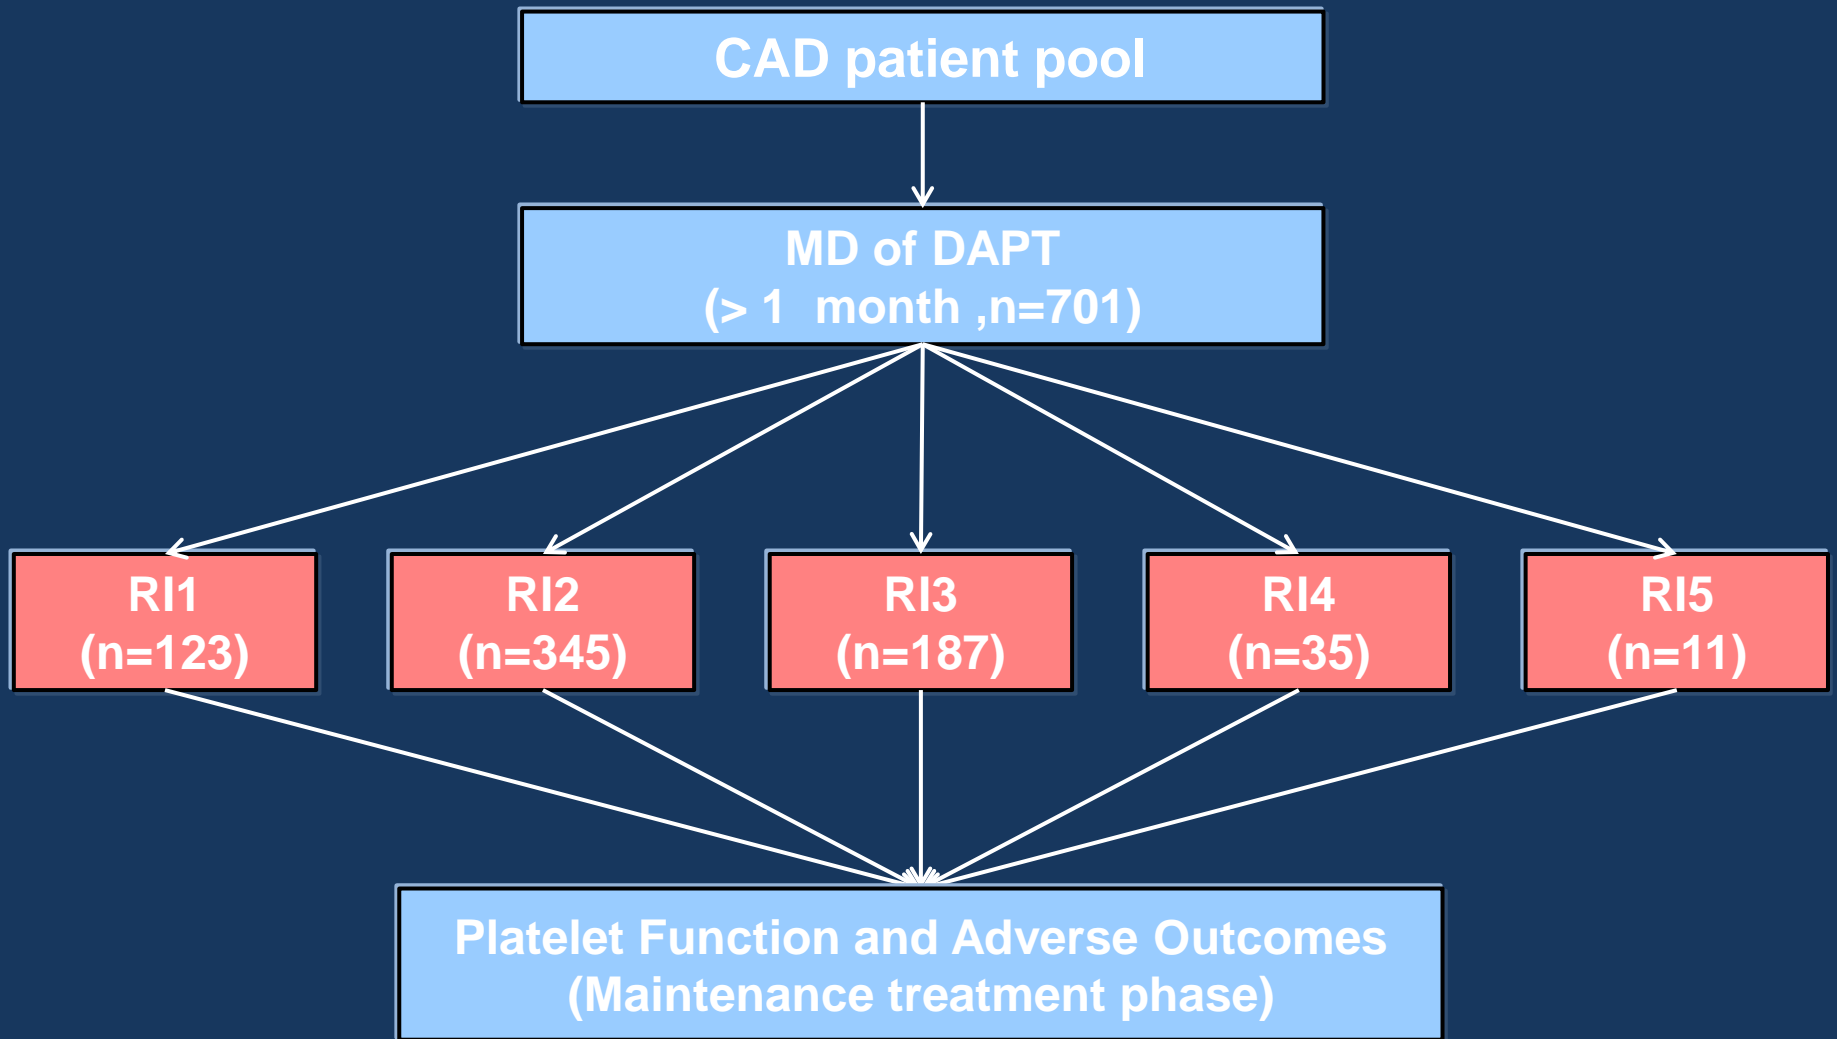 CAD patient pool
MD of DAPT
(> 1 month ,n=701)
RI1
(n=123)
RI2
(n=345)
RI3
(n=187)
RI4
(n=35)
RI5
(n=11)
Platelet Function and Adverse Outcomes
(Maintenance treatment phase)